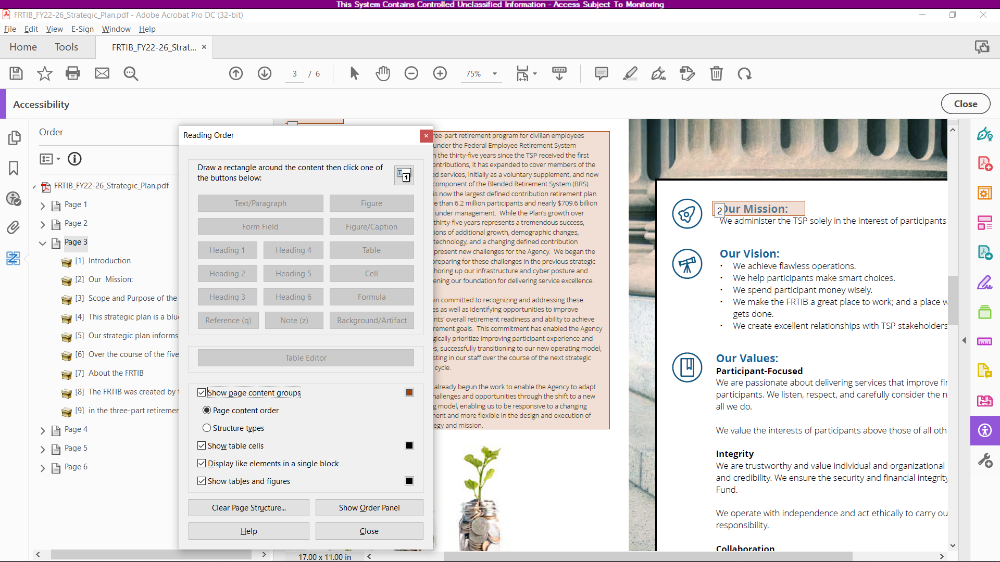 This System Contains Controlled Unclassified Information - Access Subject To Monitoring
FRTIB_FY22-26_Strategic_Plan.pdf - Adobe Acrobat Pro DC (32-bit)
File Edit View E-Sign Window Help
Home Tools FRTIB_FY22-26_Strat... ×
3 / 6 75%
Accessibility
Close
Order
FRTIB_FY22-26_Strategic_Plan.pdf
Page 1
Page 2
Page 3
[1] Introduction
[2] Our Mission:
[3] Scope and Purpose of the
[4] This strategic plan is a blu
[5] Our strategic plan informs
[6] Over the course of the five
[7] About the FRTIB
[8] The FRTIB was created by
[9] in the three-part retiremen
Page 4
Page 5
Page 6
Reading Order
Draw a rectangle around the content then click one of
the buttons below:
Text/Paragraph Figure
Form Field Figure/Caption
Heading 1 Heading 4 Table
Heading 2 Heading 5 Cell
Heading 3 Heading 6 Formula
Reference (q) Note (z) Background/Artifact
Table Editor
Show page content groups
Page content order
Structure types
Show table cells
Display like elements in a single block
Show tables and figures
Clear Page Structure... Show Order Panel
Help Close
ree-part retirement program for civilian employees
under the Federal Employee Retirement System
n the thirty-five years since the TSP received the first
ontributions, it has expanded to cover members of the
ed services, initially as a voluntary supplement, and now
component of the Blended Retirement System (BRS).
is now the largest defined contribution retirement plan
re than 6.2 million participants and nearly $709.6 billion
under management. While the Plan's growth over
thirty-five years represents a tremendous success,
ions of additional growth, demographic changes,
technology, and a changing defined contribution
present new challenges for the Agency. We began the
preparing for these challenges in the previous strategic
horing up our infrastructure and cyber posture and
ening our foundation for delivering service excellence.
in committed to recognizing and addressing these
es as well as identifying opportunities to improve
nts' overall retirement readiness and ability to achieve
irement goals. This commitment has enabled the Agency
gically prioritize improving participant experience and
es, successfully transitioning to our new operating model,
sting in our staff over the course of the next strategic
cycle.
already begun the work to enable the Agency to adapt
hallenges and opportunities through the shift to a new
g model, enabling us to be responsive to a changing
ment and more flexible in the design and execution of
egy and mission.
17.00 x 11.00 in
2 Our Mission:
We administer the TSP solely in the interest of participants
Our Vision:
• We achieve flawless operations.
• We help participants make smart choices.
• We spend participant money wisely.
• We make the FRTIB a great place to work; and a place w
gets done.
• We create excellent relationships with TSP stakeholders
Our Values:
Participant-Focused
We are passionate about delivering services that improve fin
participants. We listen, respect, and carefully consider the n
all we do.
We value the interests of participants above those of all oth
Integrity
We are trustworthy and value individual and organizational
and credibility. We ensure the security and financial integrity
Fund.
We operate with independence and act ethically to carry ou
responsibility.
Collaboration